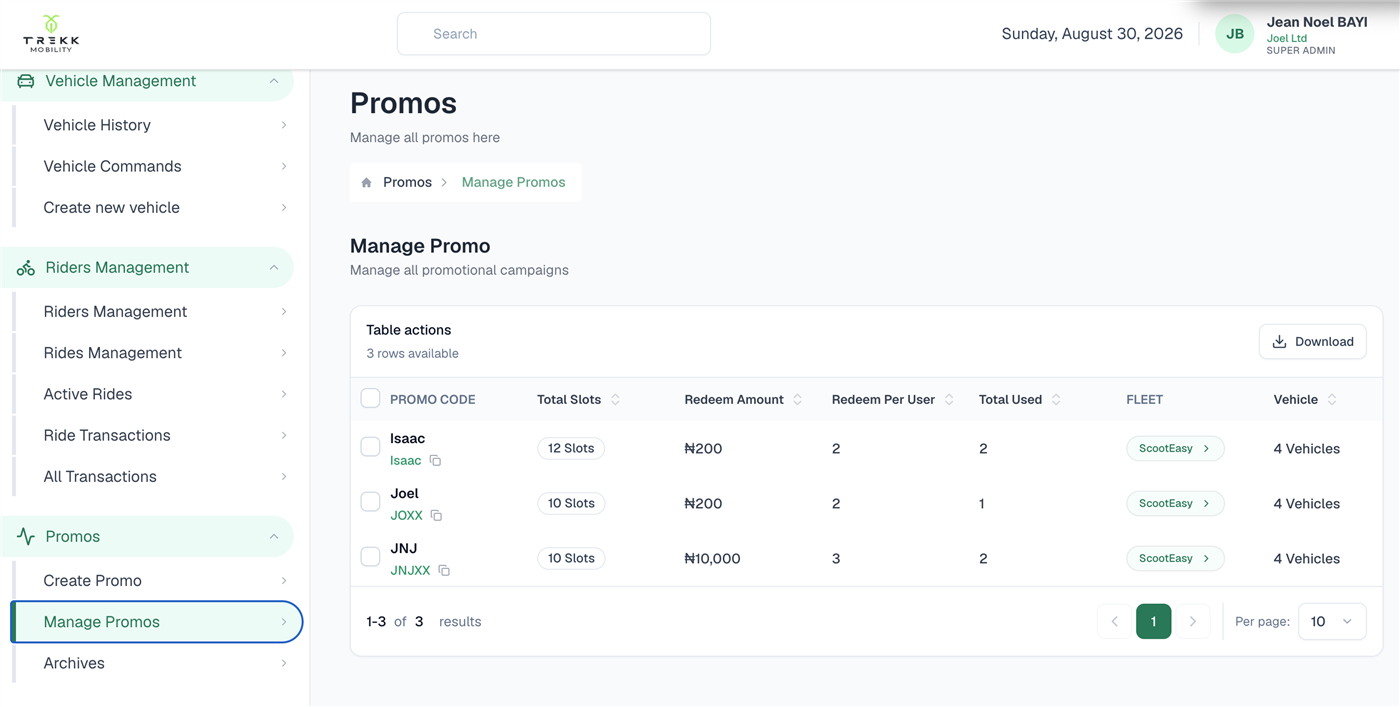 TREKK
MOBILITY
Search
Sunday, August 30, 2026
JB
Jean Noel BAYI
Joel Ltd
SUPER ADMIN
Vehicle Management
Vehicle History
Vehicle Commands
Create new vehicle
Riders Management
Riders Management
Rides Management
Active Rides
Ride Transactions
All Transactions
Promos
Create Promo
Manage Promos
Archives
Promos
Manage all promos here
Promos > Manage Promos
Manage Promo
Manage all promotional campaigns
Table actions
3 rows available
Download
PROMO CODE Total Slots Redeem Amount Redeem Per User Total Used FLEET Vehicle
Isaac
Isaac
12 Slots ₦200 2 2 ScootEasy 4 Vehicles
Joel
JOXX
10 Slots ₦200 2 1 ScootEasy 4 Vehicles
JNJ
JNJXX
10 Slots ₦10,000 3 2 ScootEasy 4 Vehicles
1-3 of 3 results
1
Per page: 10